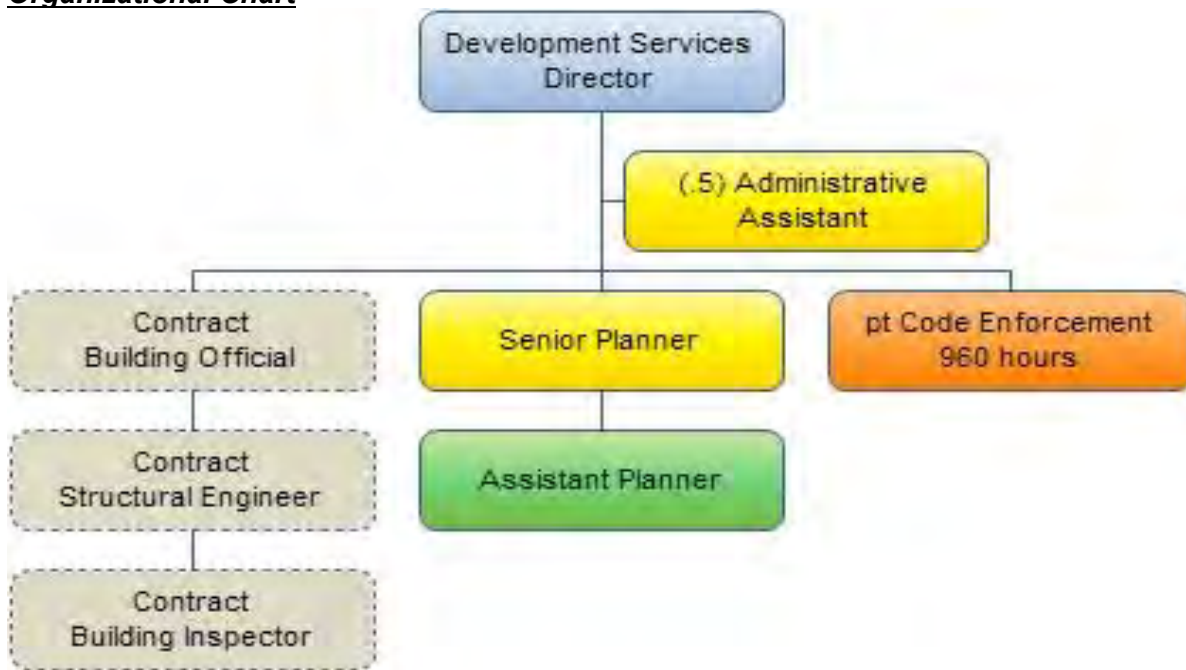 Organizational Chart
Development Services
Director
(.5) Administrative
Assistant
Contract
Building Official
Senior Planner
pt Code Enforcement
960 hours
Contract
Structural Engineer
Assistant Planner
Contract
Building Inspector